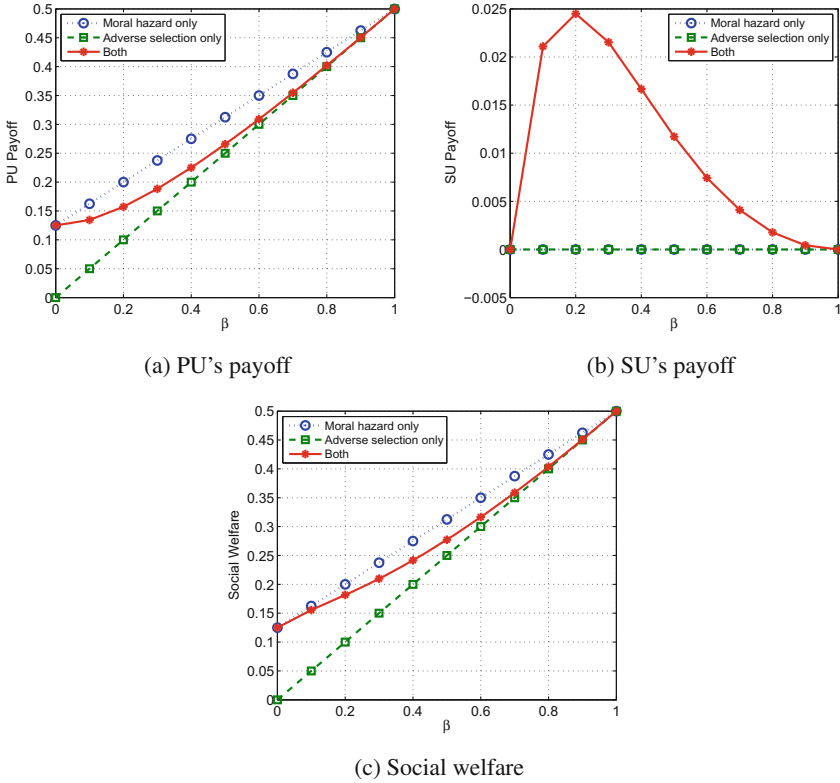 0.5
0.45
0.4
0.35
0.3
0.25
0.2
0.15
0.1
0.05
0
PU Payoff
Moral hazard only
Adverse selection only
Both
0 0.2 0.4 0.6 0.8 1
β
(a) PU's payoff
0.025
0.02
0.015
0.01
0.005
0
−0.005
SU Payoff
Moral hazard only
Adverse selection only
Both
0 0.2 0.4 0.6 0.8 1
β
(b) SU's payoff
0.5
0.45
0.4
0.35
0.3
0.25
0.2
0.15
0.1
0.05
0
Social Welfare
Moral hazard only
Adverse selection only
Both
0 0.2 0.4 0.6 0.8 1
β
(c) Social welfare